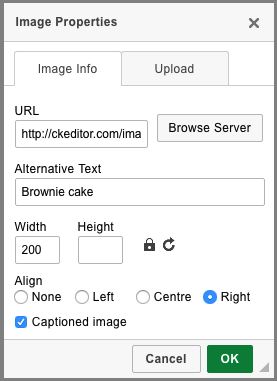 Image Properties
Image Info Upload
URL
http://ckeditor.com/ima Browse Server
Alternative Text
Brownie cake
Width Height
200
Align
None Left Centre Right
Captioned image
Cancel OK